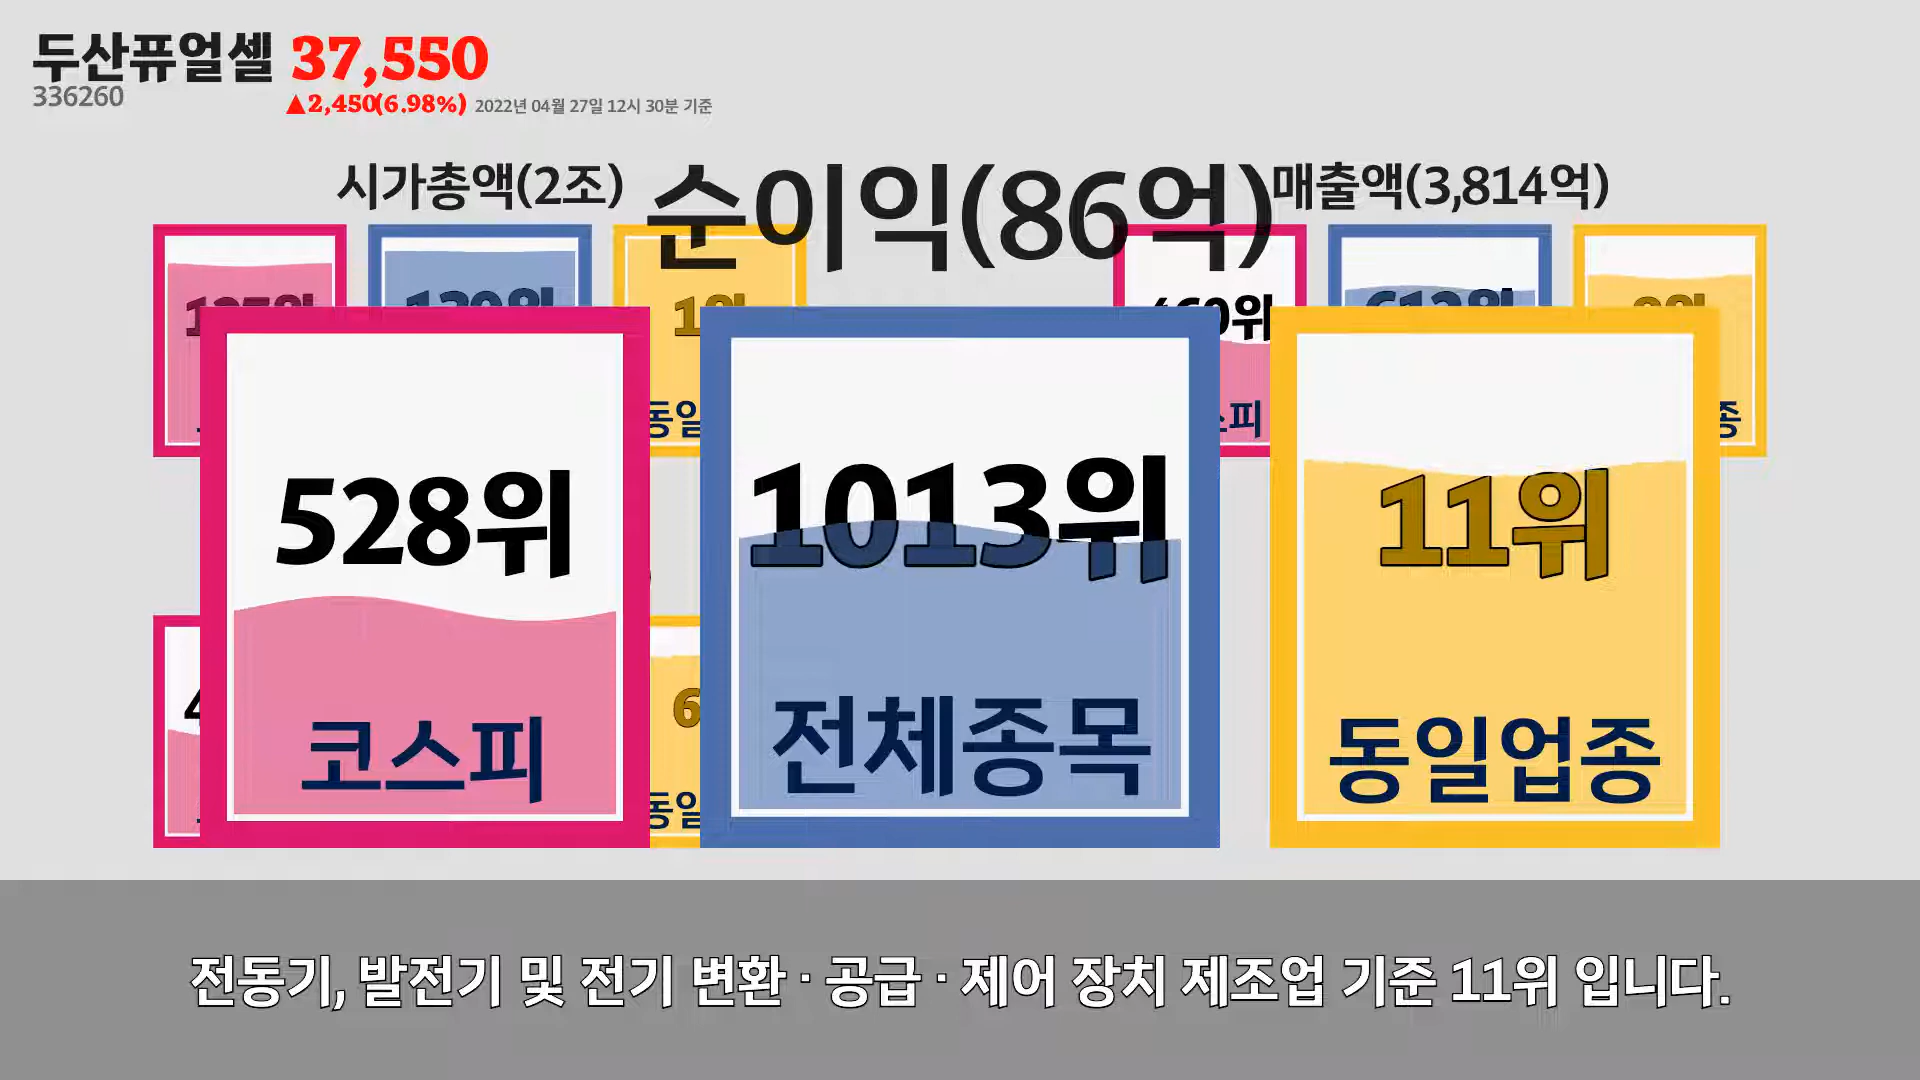 두산퓨얼셀 37,550
336260
▲2,450(6.98%) 2022년 04월 27일 12시 30분 기준
시가총액(2조) 순이익(86억) 매출액(3,814억)
528위 1013위 11위
코스피 전체종목 동일업종
전동기, 발전기 및 전기 변환 · 공급 · 제어 장치 제조업 기준 11위 입니다.